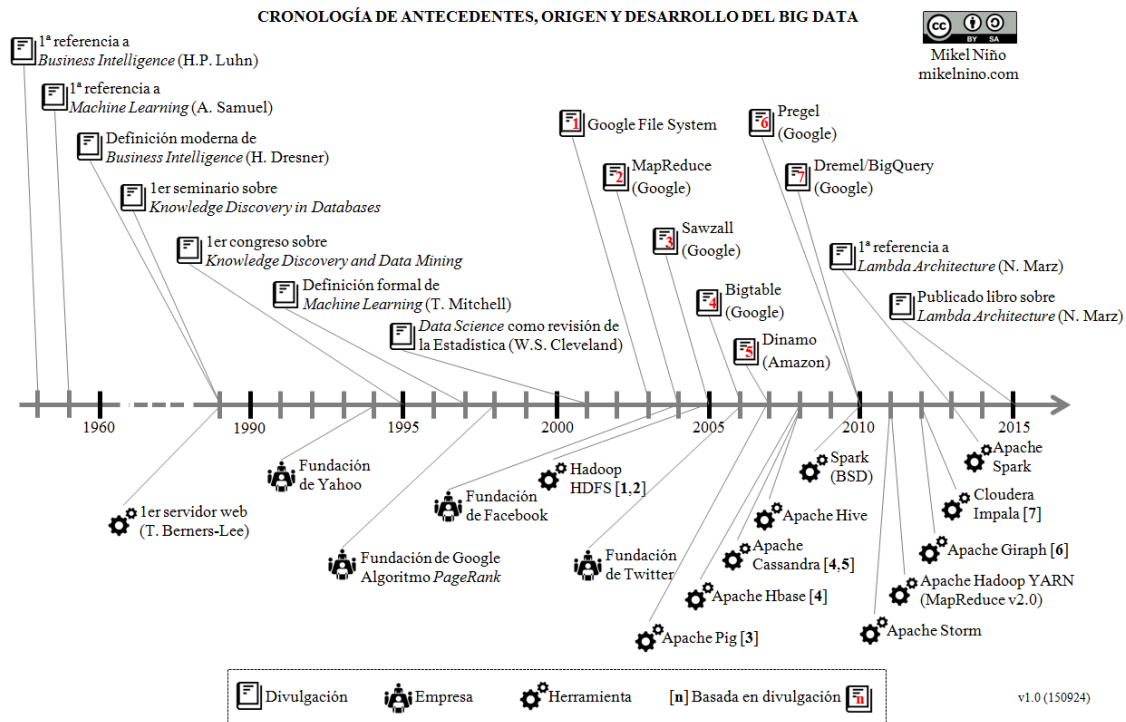 CRONOLOGÍA DE ANTECEDENTES, ORIGEN Y DESARROLLO DEL BIG DATA
cc
BY SA
Mikel Niño
mikelnino.com
1ª referencia a
Business Intelligence (H.P. Luhn)
1ª referencia a
Machine Learning (A. Samuel)
Definición moderna de
Business Intelligence (H. Dresner)
1er seminario sobre
Knowledge Discovery in Databases
1er congreso sobre
Knowledge Discovery and Data Mining
Definición formal de
Machine Learning (T. Mitchell)
Data Science como revisión de
la Estadística (W.S. Cleveland)
1 Google File System
2 MapReduce
(Google)
3 Sawzall
(Google)
4 Bigtable
(Google)
5 Dinamo
(Amazon)
6 Pregel
(Google)
7 Dremel/BigQuery
(Google)
1ª referencia a
Lambda Architecture (N. Marz)
Publicado libro sobre
Lambda Architecture (N. Marz)
1960 1990 1995 2000 2005 2010 2015
1er servidor web
(T. Berners-Lee)
Fundación
de Yahoo
Fundación de Google
Algoritmo PageRank
Fundación
de Facebook
Hadoop
HDFS [1,2]
Fundación
de Twitter
Apache Pig [3]
Apache Hbase [4]
Apache
Cassandra [4,5]
Apache Hive
Spark
(BSD)
Apache Storm
Apache Hadoop YARN
(MapReduce v2.0)
Apache Giraph [6]
Cloudera
Impala [7]
Apache
Spark
Divulgación Empresa Herramienta [n] Basada en divulgación n
v1.0 (150924)